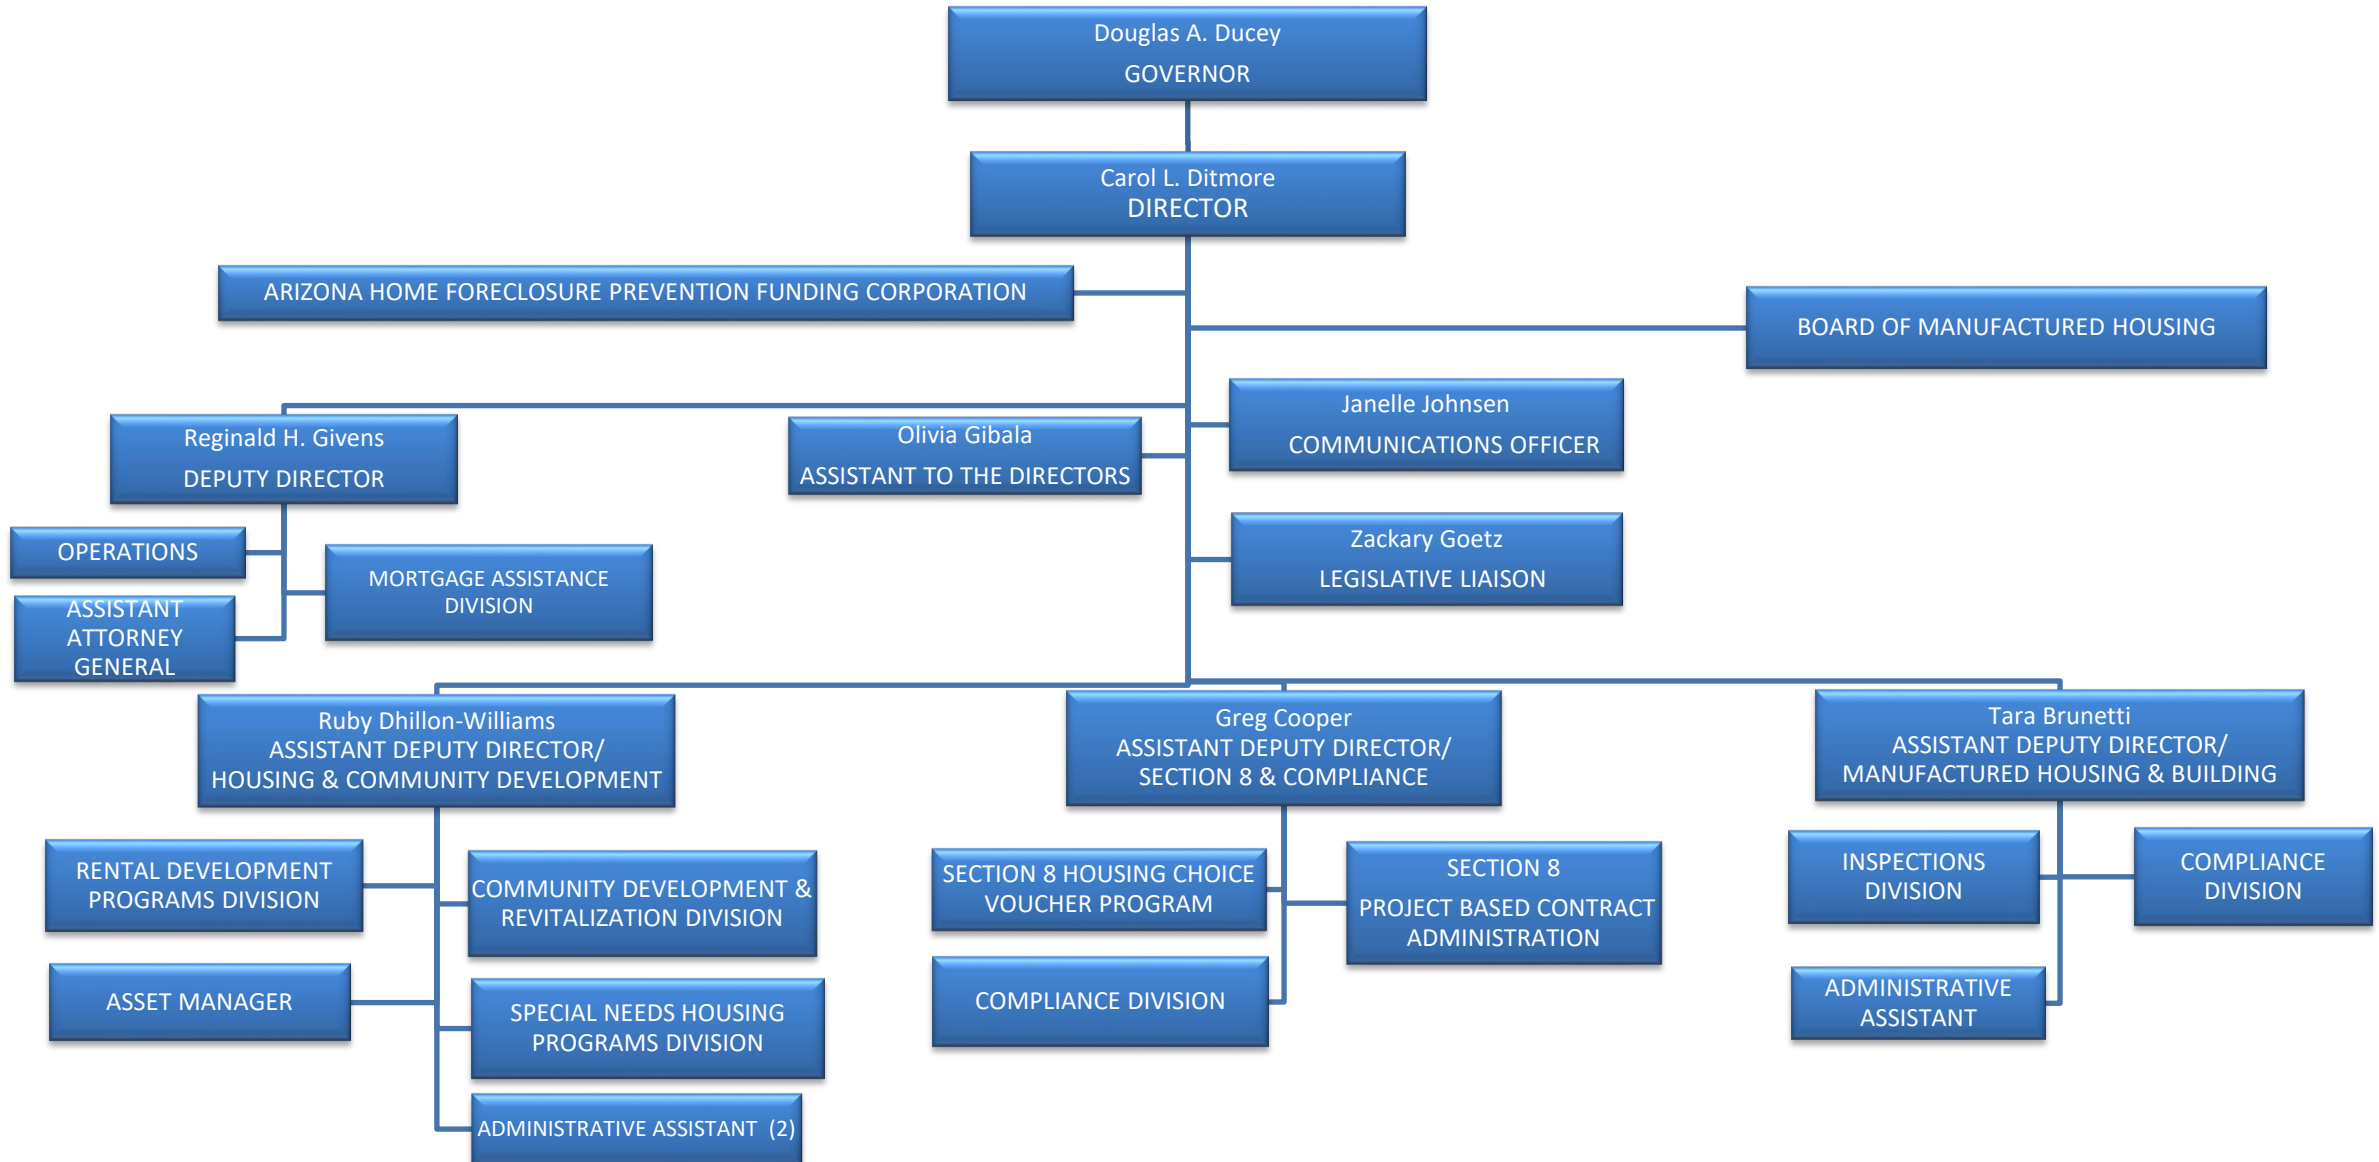 Douglas A. Ducey
GOVERNOR
Carol L. Ditmore
DIRECTOR
ARIZONA HOME FORECLOSURE PREVENTION FUNDING CORPORATION
BOARD OF MANUFACTURED HOUSING
Janelle Johnsen
COMMUNICATIONS OFFICER
Reginald H. Givens
DEPUTY DIRECTOR
Olivia Gibala
ASSISTANT TO THE DIRECTORS
Zackary Goetz
LEGISLATIVE LIAISON
OPERATIONS
MORTGAGE ASSISTANCE
DIVISION
ASSISTANT
ATTORNEY
GENERAL
Ruby Dhillon-Williams
ASSISTANT DEPUTY DIRECTOR/
HOUSING & COMMUNITY DEVELOPMENT
Greg Cooper
ASSISTANT DEPUTY DIRECTOR/
SECTION 8 & COMPLIANCE
Tara Brunetti
ASSISTANT DEPUTY DIRECTOR/
MANUFACTURED HOUSING & BUILDING
RENTAL DEVELOPMENT
PROGRAMS DIVISION
COMMUNITY DEVELOPMENT &
REVITALIZATION DIVISION
ASSET MANAGER
SPECIAL NEEDS HOUSING
PROGRAMS DIVISION
ADMINISTRATIVE ASSISTANT (2)
SECTION 8 HOUSING CHOICE
VOUCHER PROGRAM
SECTION 8
PROJECT BASED CONTRACT
ADMINISTRATION
COMPLIANCE DIVISION
INSPECTIONS
DIVISION
COMPLIANCE
DIVISION
ADMINISTRATIVE
ASSISTANT